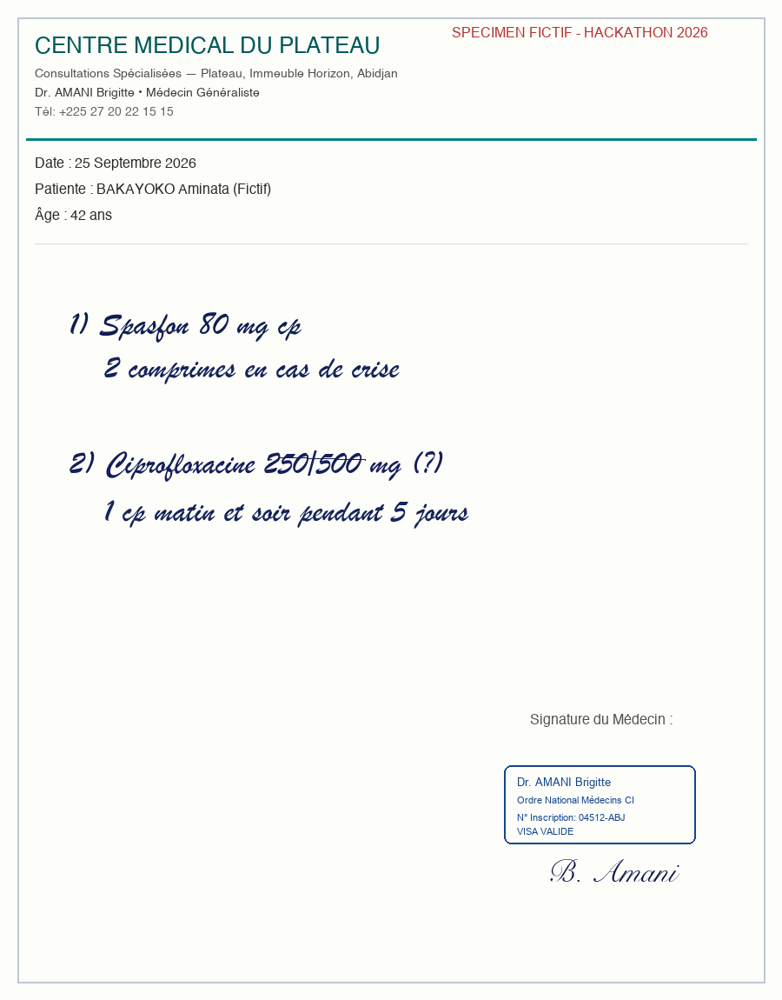 SPECIMEN FICTIF - HACKATHON 2026
CENTRE MEDICAL DU PLATEAU
Consultations Spécialisées — Plateau, Immeuble Horizon, Abidjan
Dr. AMANI Brigitte • Médecin Généraliste
Tél: +225 27 20 22 15 15
Date : 25 Septembre 2026
Patiente : BAKAYOKO Aminata (Fictif)
Âge : 42 ans
1) Spasfon 80 mg cp
2 comprimes en cas de crise
2) Ciprofloxacine 250/500 mg (?)
1 cp matin et soir pendant 5 jours
Signature du Médecin :
Dr. AMANI Brigitte
Ordre National Médecins CI
N° Inscription: 04512-ABJ
VISA VALIDE
B. Amani